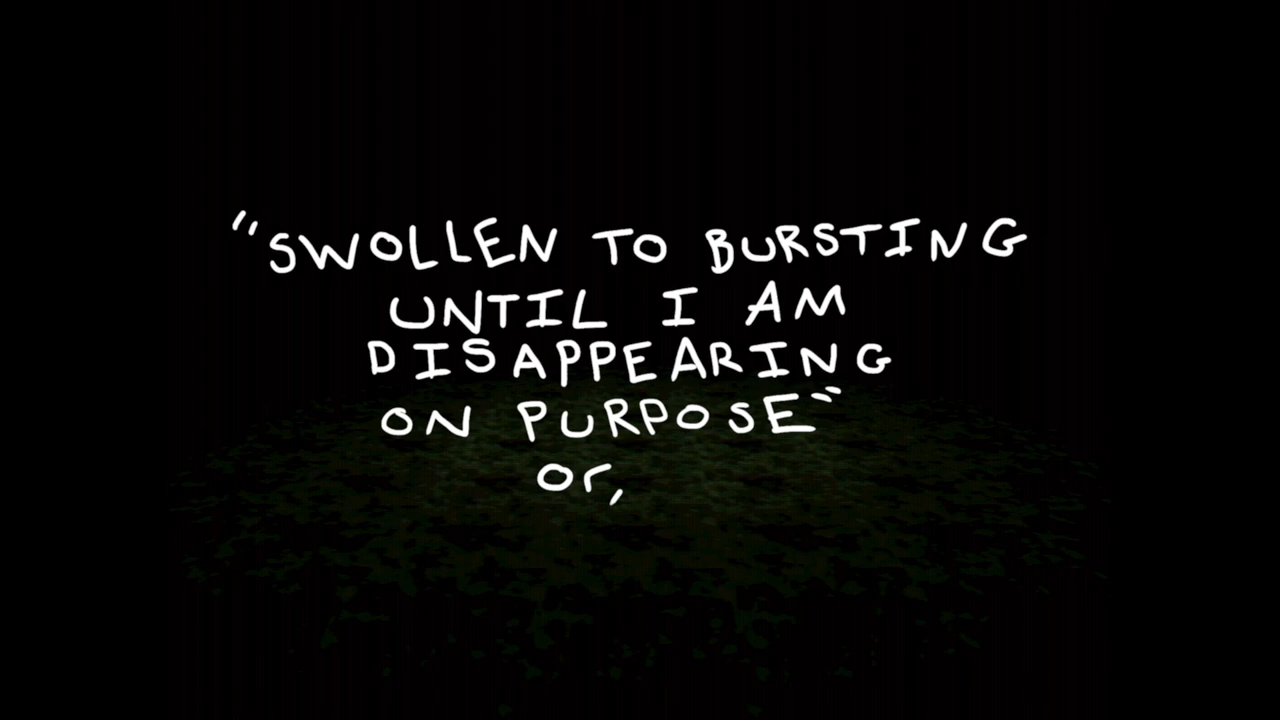 "SWOLLEN TO BURSTING
UNTIL I AM
DISAPPEARING
ON PURPOSE"
or,